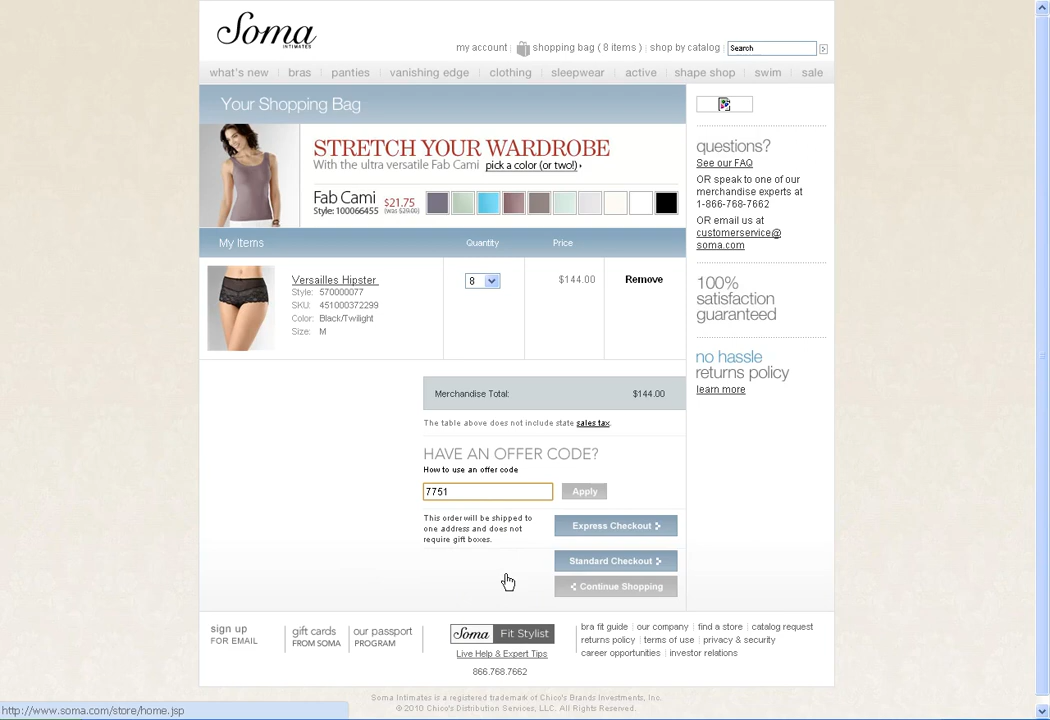 Soma
INTIMATES
my account | shopping bag ( 8 items ) | shop by catalog | Search
what's new | bras | panties | vanishing edge | clothing | sleepwear | active | shape shop | swim | sale
Your Shopping Bag
STRETCH YOUR WARDROBE
With the ultra versatile Fab Cami pick a color (or two!)
Fab Cami $21.75
Style: 100066455 (was $29.00)
questions?
See our FAQ
OR speak to one of our
merchandise experts at
1-866-768-7662
OR email us at
customerservice@
soma.com
100%
satisfaction
guaranteed
no hassle
returns policy
learn more
My Items Quantity Price
Versailles Hipster 8 $144.00 Remove
Style: 570000077
SKU: 451000372299
Color: Black/Twilight
Size: M
Merchandise Total: $144.00
The table above does not include state sales tax.
HAVE AN OFFER CODE?
How to use an offer code
7751 Apply
This order will be shipped to
one address and does not
require gift boxes.
Express Checkout
Standard Checkout
Continue Shopping
sign up
FOR EMAIL
gift cards
FROM SOMA
our passport
PROGRAM
Soma Fit Stylist
Live Help & Expert Tips
866.768.7662
bra fit guide | our company | find a store | catalog request
returns policy | terms of use | privacy & security
career opportunities | investor relations
Soma Intimates is a registered trademark of Chico's Brands Investments, Inc.
© 2010 Chico's Distribution Services, LLC. All Rights Reserved.
http://www.soma.com/store/home.jsp